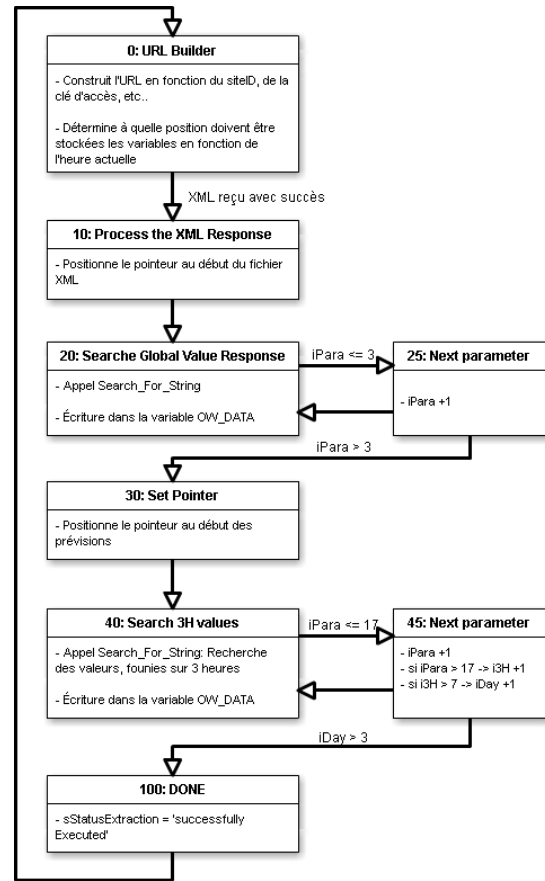 0: URL Builder
- Construit l'URL en fonction du siteID, de la
clé d'accès, etc..
- Détermine à quelle position doivent être
stockées les variables en fonction de
l'heure actuelle
XML reçu avec succès
10: Process the XML Response
- Positionne le pointeur au début du fichier
XML
20: Searche Global Value Response
- Appel Search_For_String
- Écriture dans la variable OW_DATA
iPara <= 3
25: Next parameter
- iPara +1
iPara > 3
30: Set Pointer
- Positionne le pointeur au début des
prévisions
40: Search 3H values
- Appel Search_For_String: Recherche
des valeurs, founies sur 3 heures
- Écriture dans la variable OW_DATA
iPara <= 17
45: Next parameter
- iPara +1
- si iPara > 17 -> i3H +1
- si i3H > 7 -> iDay +1
iDay > 3
100: DONE
- sStatusExtraction = 'successfully
Executed'